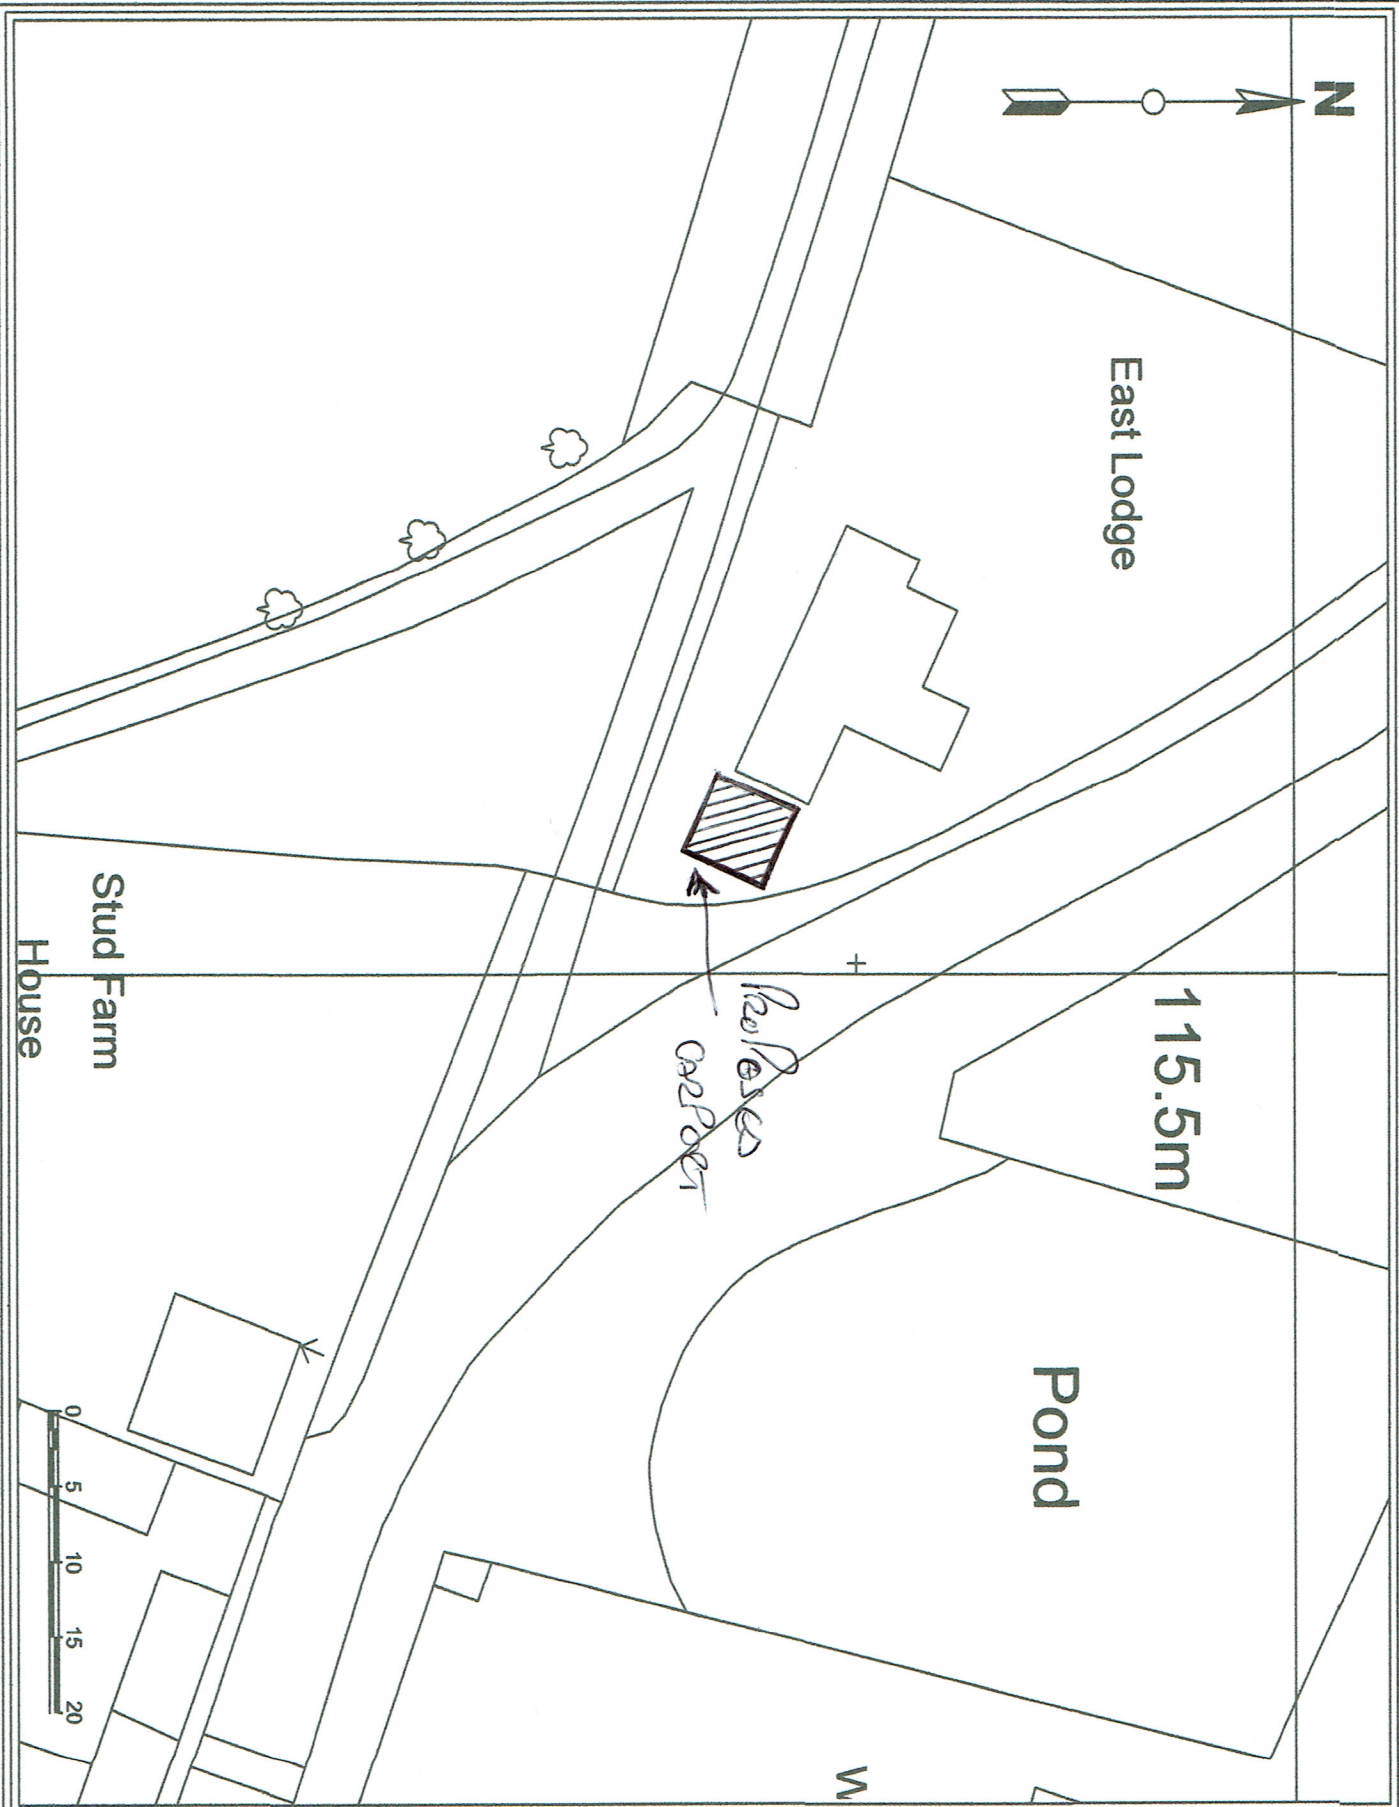 N
East Lodge
115.5m
Pond
PROPOSED
CARPORT
Stud Farm
House
W
0 5 10 15 20